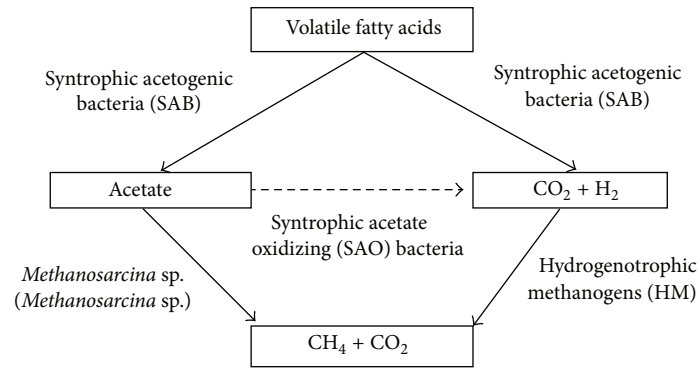 Volatile fatty acids
Syntrophic acetogenic
bacteria (SAB)
Syntrophic acetogenic
bacteria (SAB)
Acetate
CO₂ + H₂
Syntrophic acetate
oxidizing (SAO) bacteria
Methanosarcina sp.
(Methanosarcina sp.)
Hydrogenotrophic
methanogens (HM)
CH₄ + CO₂